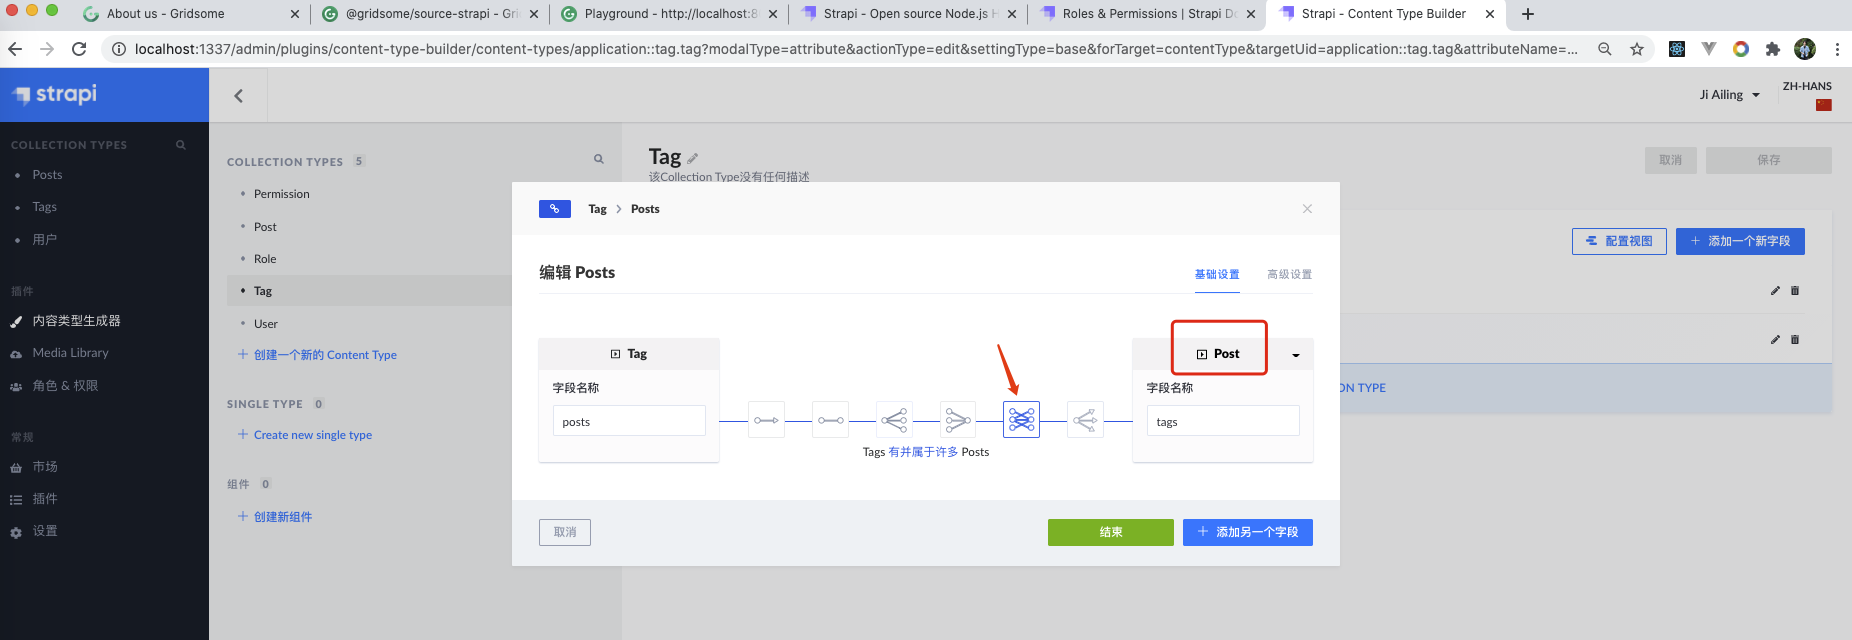 About us - Gridsome
@gridsome/source-strapi - Gri
Playground - http://localhost:8
Strapi - Open source Node.js H
Roles & Permissions | Strapi Do
Strapi - Content Type Builder
localhost:1337/admin/plugins/content-type-builder/content-types/application::tag.tag?modalType=attribute&actionType=edit&settingType=base&forTarget=contentType&targetUid=application::tag.tag&attributeName=...
strapi
Ji Ailing
ZH-HANS
COLLECTION TYPES
Posts
Tags
用户
插件
内容类型生成器
Media Library
角色 & 权限
常规
市场
插件
设置
COLLECTION TYPES 5
Permission
Post
Role
Tag
User
创建一个新的 Content Type
SINGLE TYPE 0
Create new single type
组件 0
创建新组件
Tag
该Collection Type没有任何描述
取消
保存
配置视图
添加一个新字段
ON TYPE
Tag > Posts
编辑 Posts
基础设置
高级设置
Tag
字段名称
posts
Tags 有并属于许多 Posts
Post
字段名称
tags
取消
结束
添加另一个字段